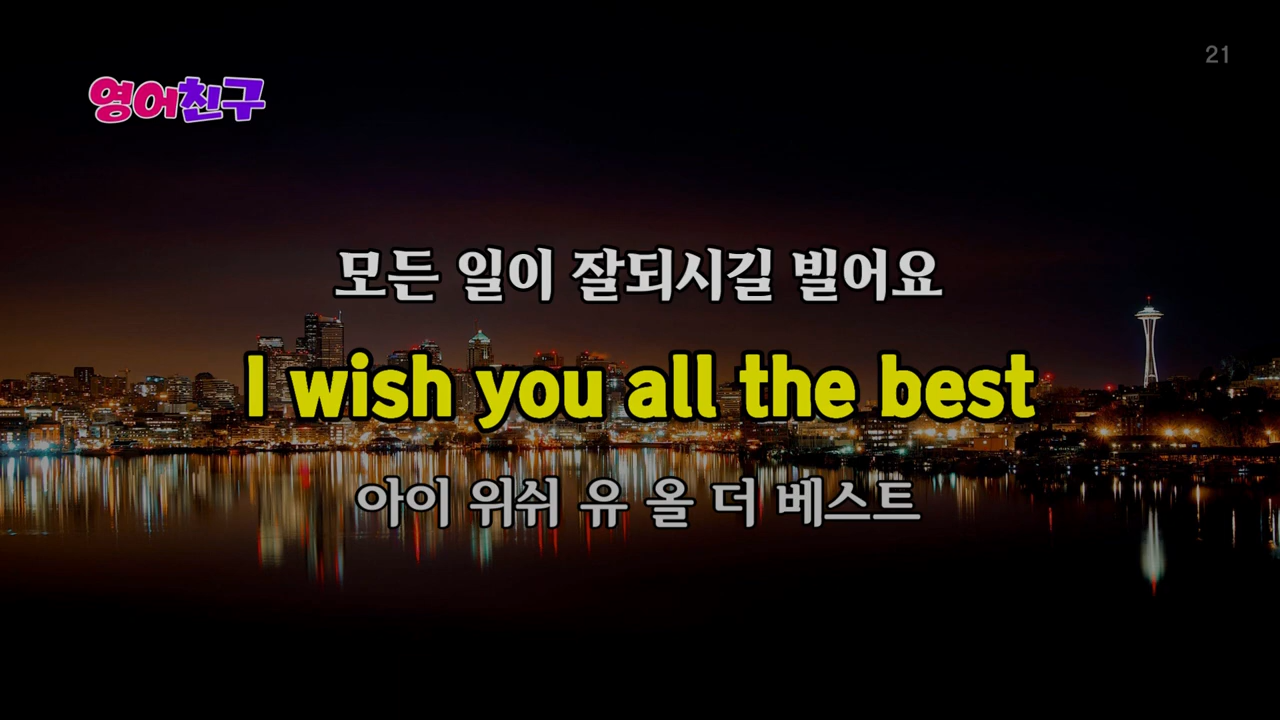 21
영어친구
모든 일이 잘되시길 빌어요
I wish you all the best
아이 위쉬 유 올 더 베스트